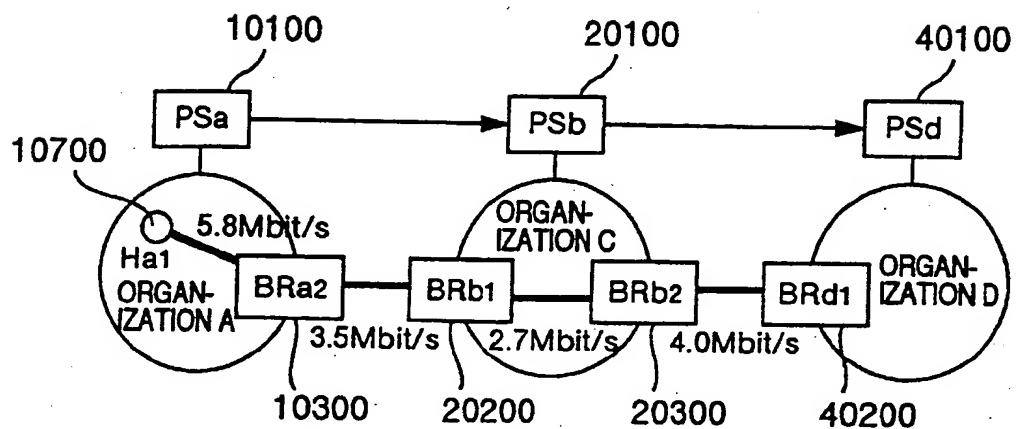 10100
20100
40100
PSa
PSb
PSd
10700
5.8Mbit/s
Ha1
ORGAN-
IZATION A
ORGAN-
IZATION C
ORGAN-
IZATION D
BRa2
BRb1
BRb2
BRd1
3.5Mbit/s
2.7Mbit/s
4.0Mbit/s
10300
20200
20300
40200